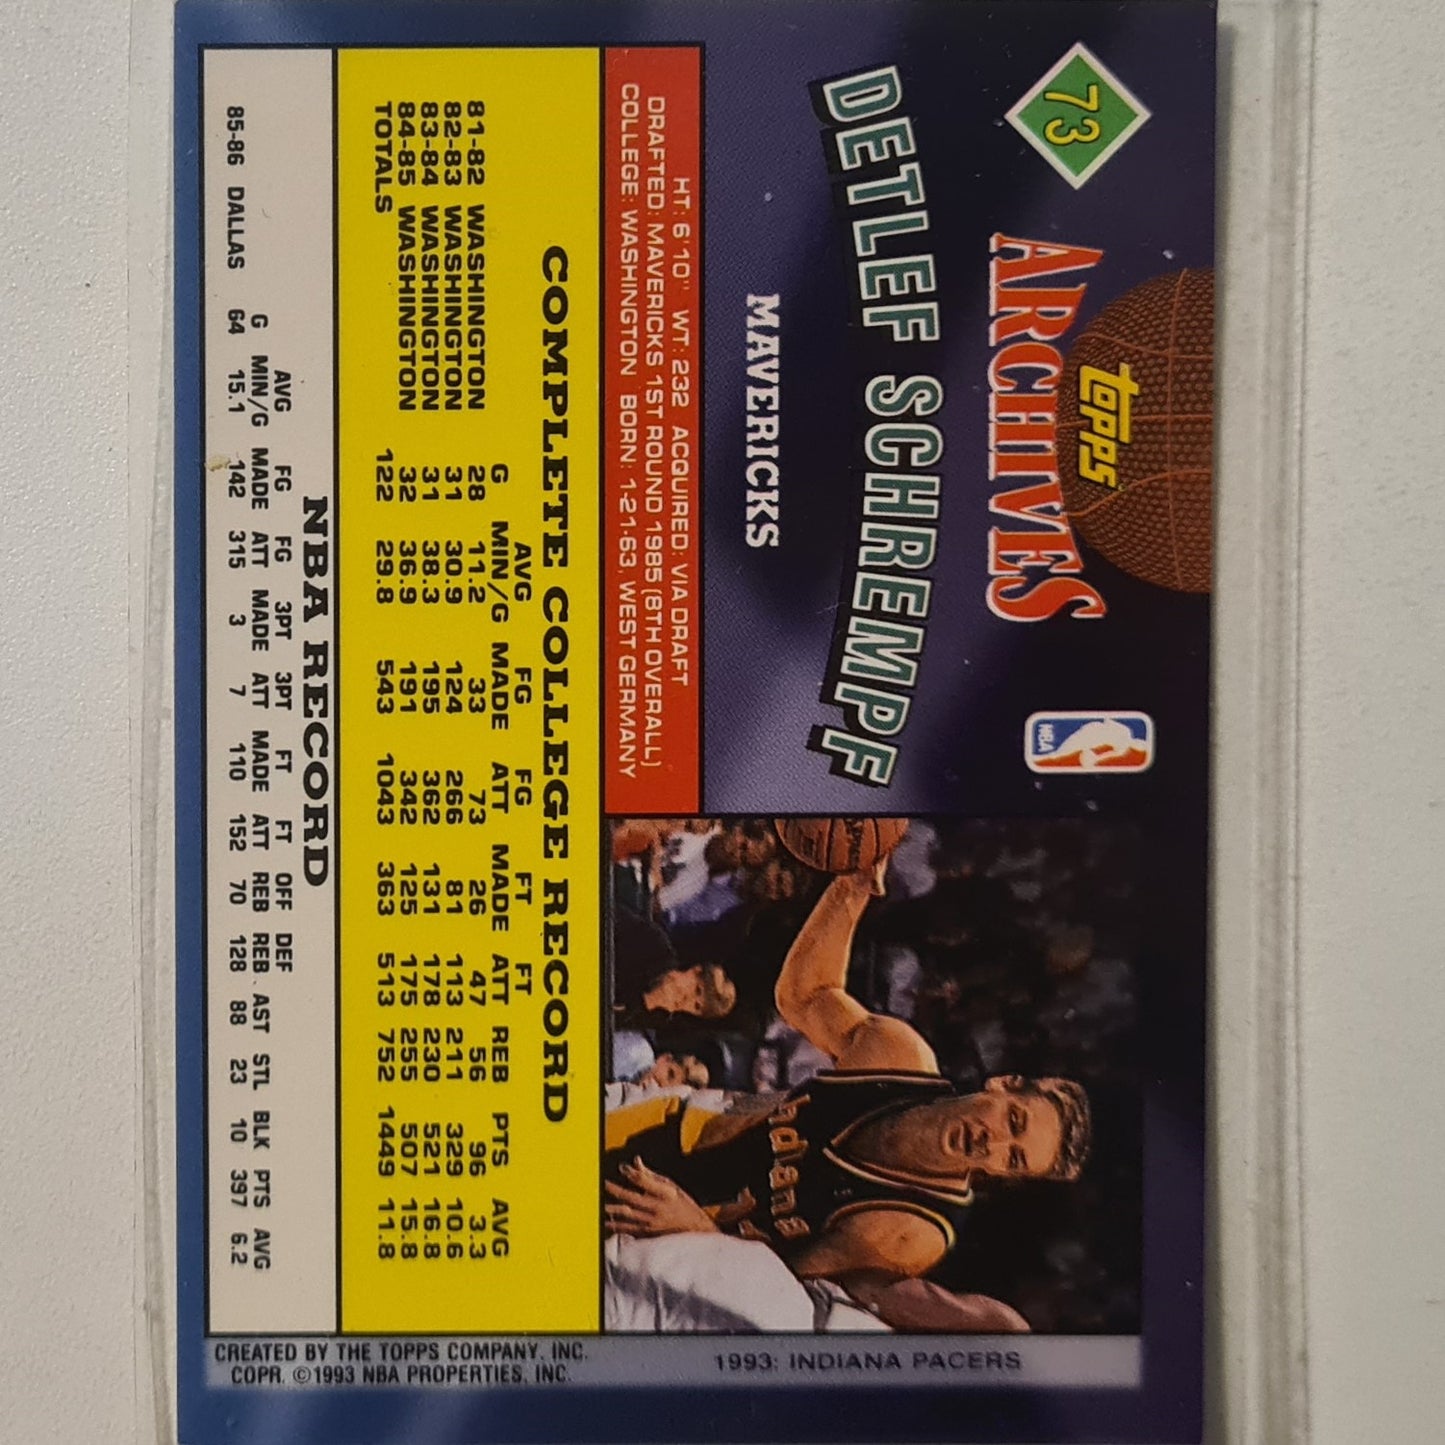 73
topps
ARCHIVES
NBA
DETLEF SCHREMPF
MAVERICKS
HT: 6'10" WT: 232 ACQUIRED: VIA DRAFT
DRAFTED: MAVERICKS 1ST ROUND 1985 (8TH OVERALL)
COLLEGE: WASHINGTON BORN: 1-21-63, WEST GERMANY
Indiana
1993: INDIANA PACERS
COMPLETE COLLEGE RECORD
AVG FG FG FT FT
G MIN/G MADE ATT MADE ATT REB PTS AVG
81-82 WASHINGTON 28 11.2 33 73 26 47 56 96 3.3
82-83 WASHINGTON 31 30.9 124 266 81 113 211 329 10.6
83-84 WASHINGTON 31 38.3 195 362 131 178 230 521 16.8
84-85 WASHINGTON 32 36.9 191 342 125 175 255 507 15.8
TOTALS 122 29.8 543 1043 363 513 752 1449 11.8
NBA RECORD
AVG FG FG 3PT 3PT FT FT OFF DEF
G MIN/G MADE ATT MADE ATT MADE ATT REB REB AST STL BLK PTS AVG
85-86 DALLAS 64 15.1 142 315 3 7 110 152 70 128 88 23 10 397 6.2
CREATED BY THE TOPPS COMPANY, INC.
COPR. ©1993 NBA PROPERTIES, INC.